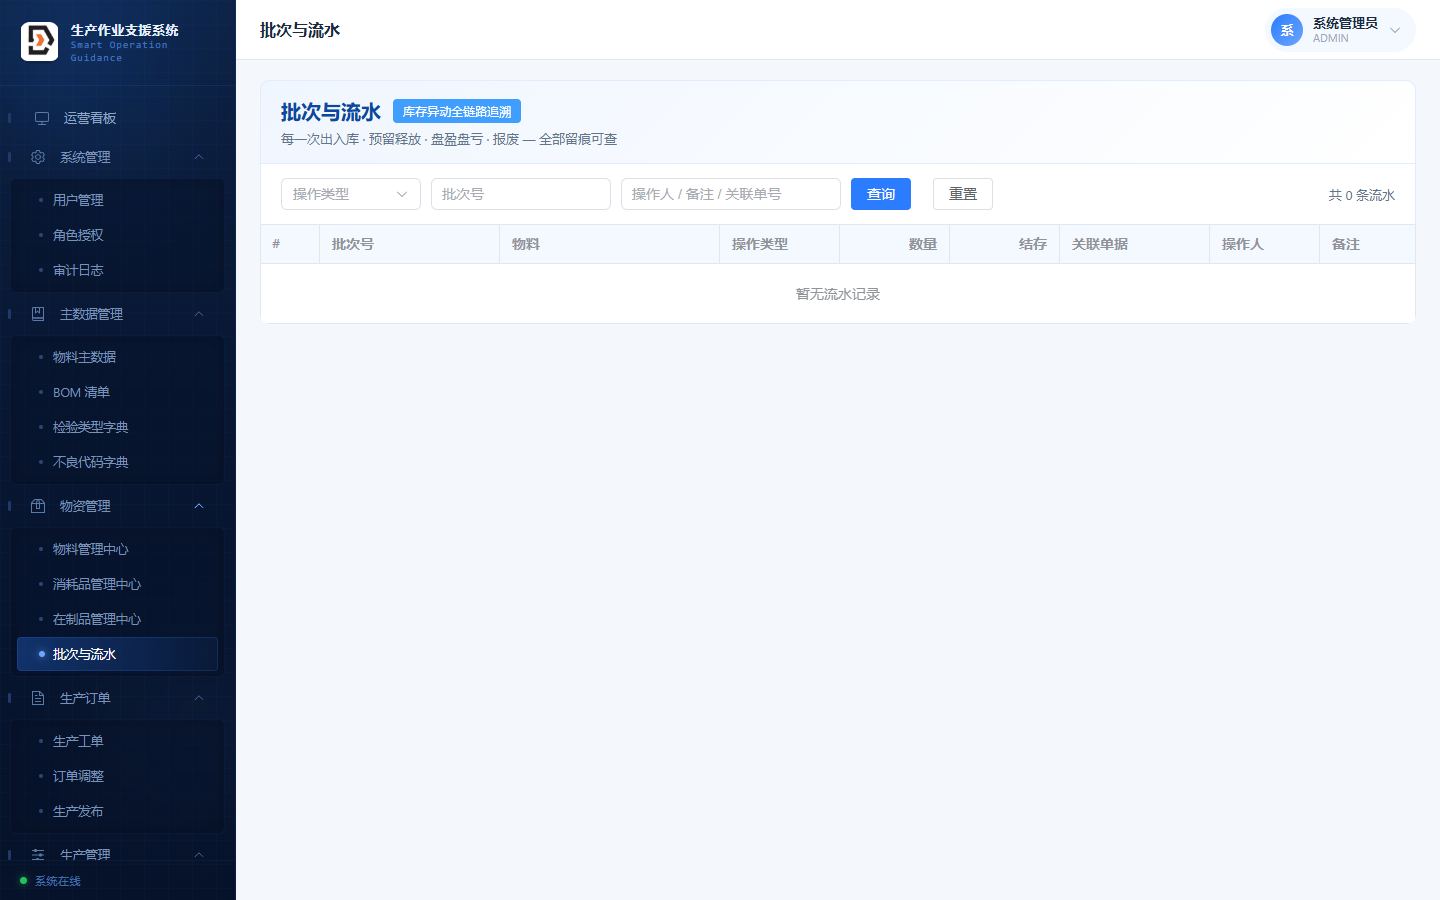 生产作业支援系统
Smart Operation
Guidance
运营看板
系统管理
用户管理
角色授权
审计日志
主数据管理
物料主数据
BOM 清单
检验类型字典
不良代码字典
物资管理
物料管理中心
消耗品管理中心
在制品管理中心
批次与流水
生产订单
生产工单
订单调整
生产发布
生产管理
系统在线
批次与流水
系 系统管理员
ADMIN
批次与流水 库存异动全链路追溯
每一次出入库 · 预留释放 · 盘盈盘亏 · 报废 — 全部留痕可查
操作类型 批次号 操作人 / 备注 / 关联单号 查询 重置 共 0 条流水
# 批次号 物料 操作类型 数量 结存 关联单据 操作人 备注
暂无流水记录